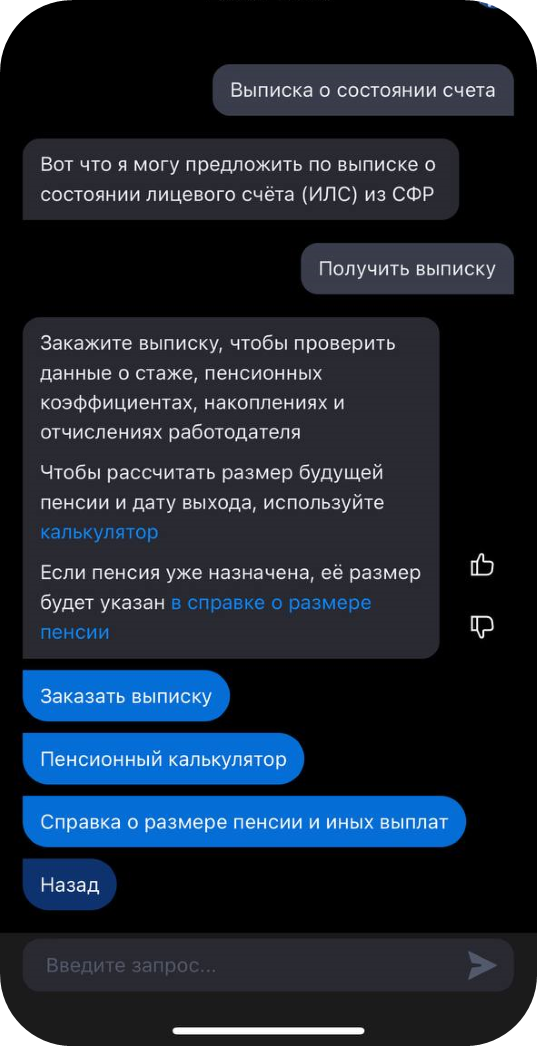 Выписка о состоянии счета
Вот что я могу предложить по выписке о
состоянии лицевого счёта (ИЛС) из СФР
Получить выписку
Закажите выписку, чтобы проверить
данные о стаже, пенсионных
коэффициентах, накоплениях и
отчислениях работодателя
Чтобы рассчитать размер будущей
пенсии и дату выхода, используйте
калькулятор
Если пенсия уже назначена, её размер
будет указан в справке о размере
пенсии
Заказать выписку
Пенсионный калькулятор
Справка о размере пенсии и иных выплат
Назад
Введите запрос...